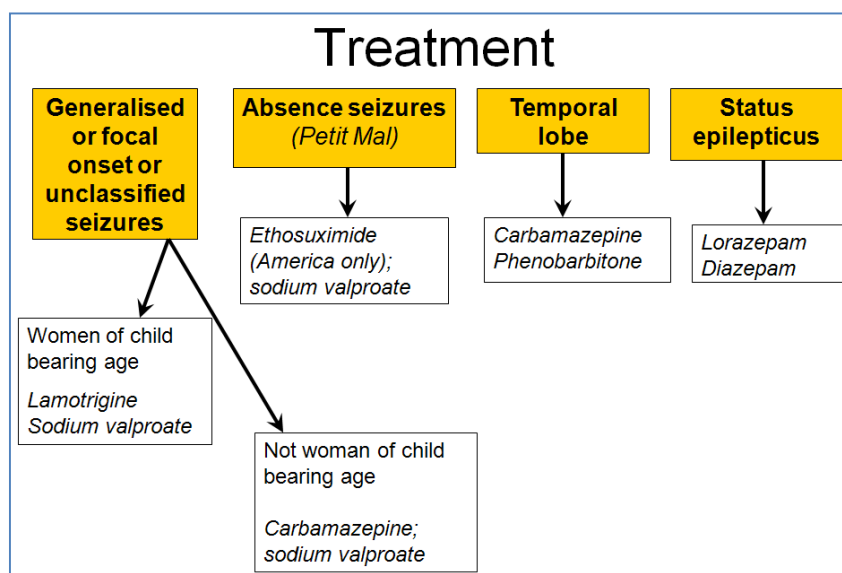 Treatment
Generalised
or focal
onset or
unclassified
seizures
Absence seizures
(Petit Mal)
Temporal
lobe
Status
epilepticus
Ethosuximide
(America only);
sodium valproate
Carbamazepine
Phenobarbitone
Lorazepam
Diazepam
Women of child
bearing age
Lamotrigine
Sodium valproate
Not woman of child
bearing age
Carbamazepine;
sodium valproate